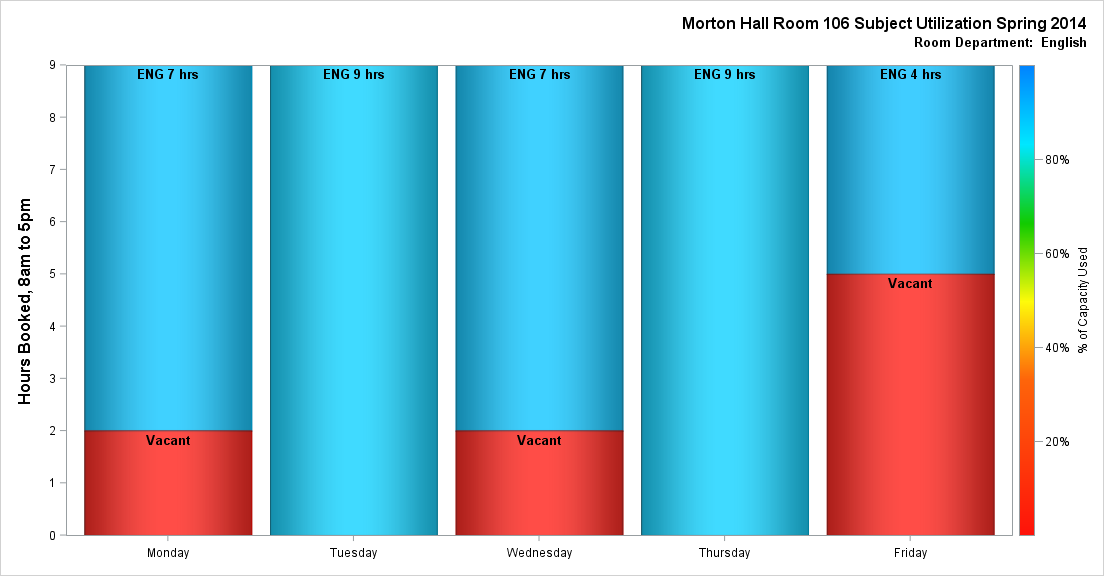 Morton Hall Room 106 Subject Utilization Spring 2014
Room Department:  English
Hours Booked, 8am to 5pm
9
8
7
6
5
4
3
2
1
0
ENG 7 hrs
ENG 9 hrs
ENG 7 hrs
ENG 9 hrs
ENG 4 hrs
Vacant
Vacant
Vacant
Monday
Tuesday
Wednesday
Thursday
Friday
80%
60%
40%
20%
% of Capacity Used